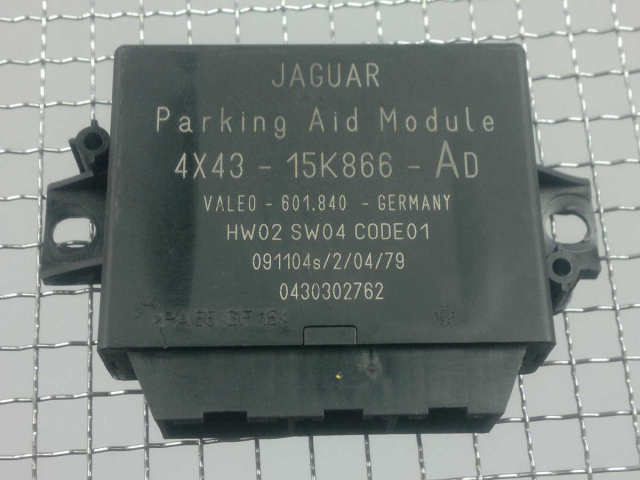 JAGUAR
Parking Aid Module
4X43 - 15K866 - AD
VALEO - 601.840 - GERMANY
HW02 SW04 CODE01
091104s/2/04/79
0430302762